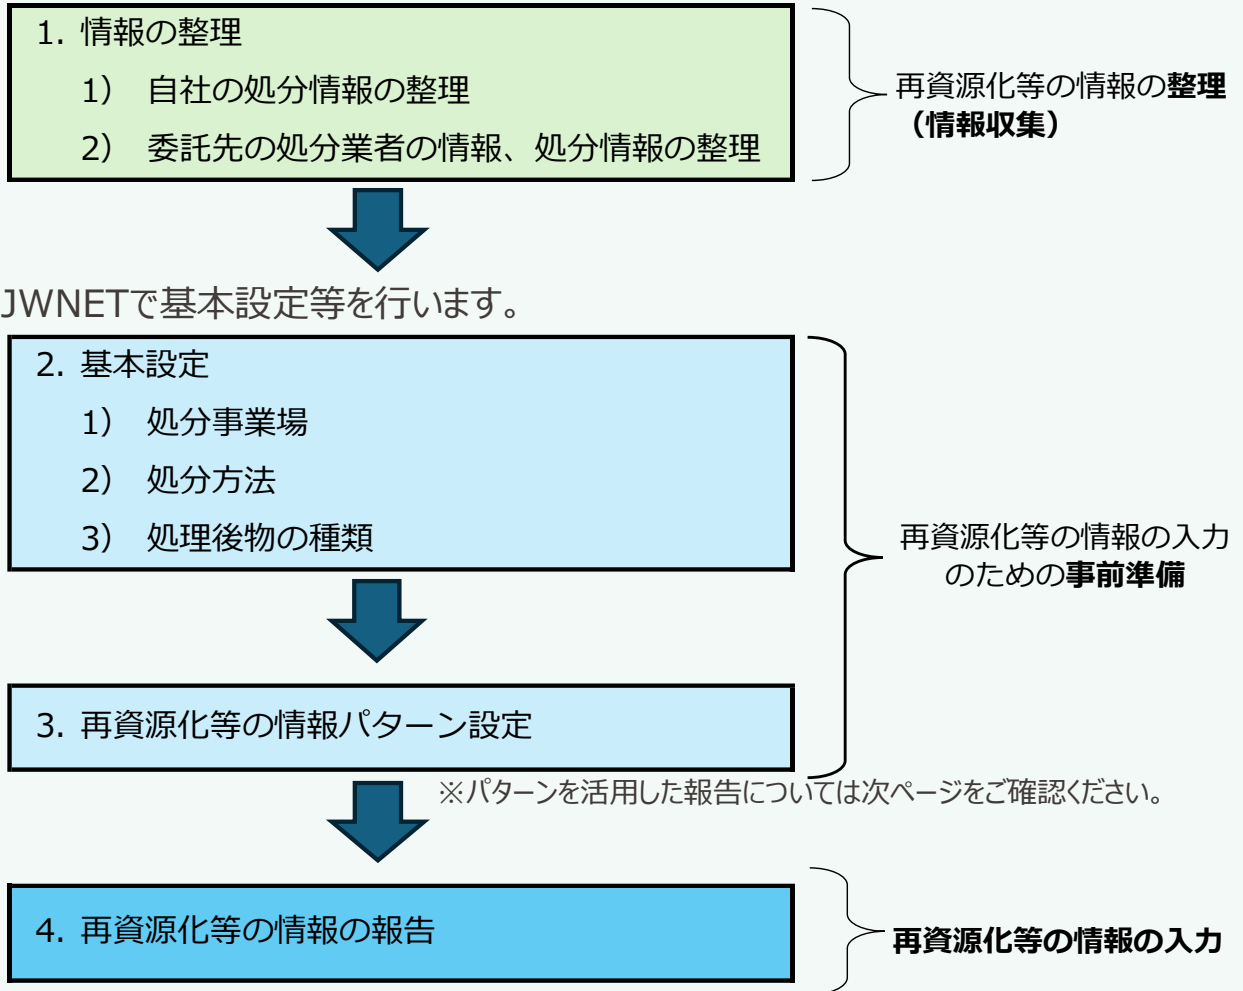 1. 情報の整理
1） 自社の処分情報の整理
2） 委託先の処分業者の情報、処分情報の整理
再資源化等の情報の整理
（情報収集）
JWNETで基本設定等を行います。
2. 基本設定
1） 処分事業場
2） 処分方法
3） 処理後物の種類
再資源化等の情報の入力
のための事前準備
3. 再資源化等の情報パターン設定
※パターンを活用した報告については次ページをご確認ください。
4. 再資源化等の情報の報告
再資源化等の情報の入力